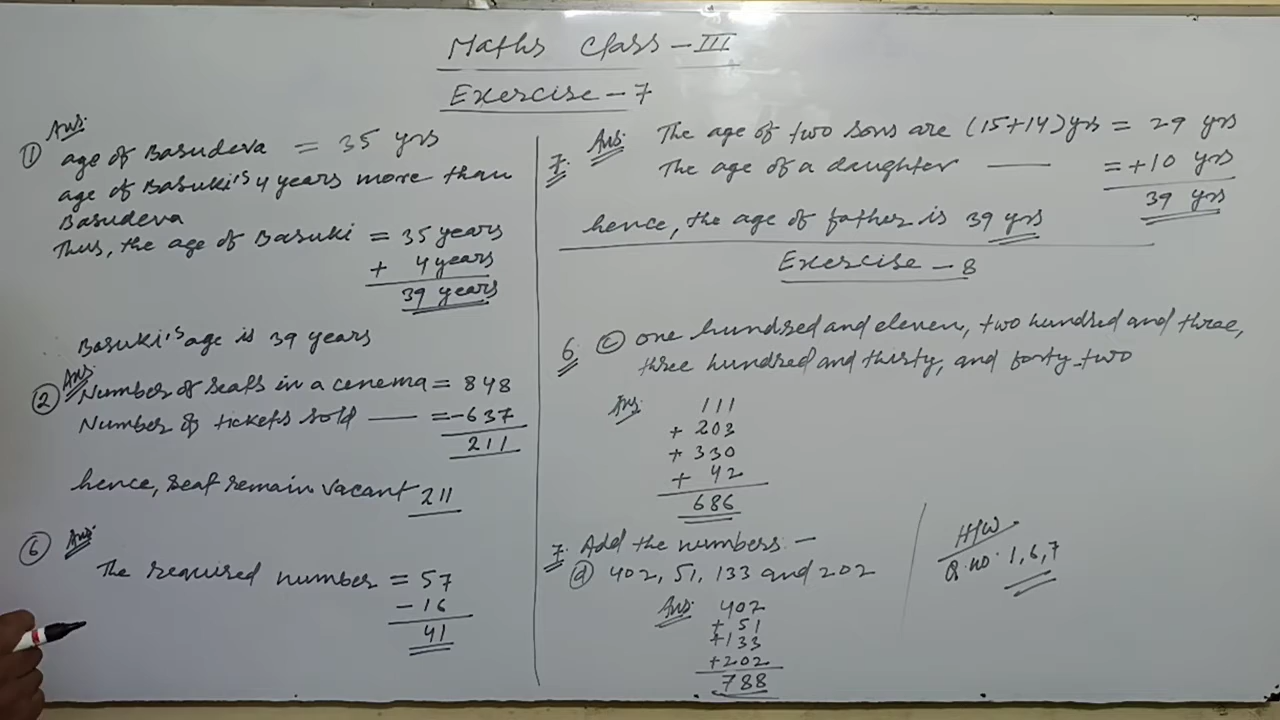 Maths Class - III
Exercise - 7
Ans:
① age of Basudeva = 35 yrs
age of Basuki's 4 years more than
Basudeva
Thus, the age of Basuki = 35 years
+ 4 years
39 years
Basuki's age is 39 years
Ans:
② Number of seats in a cenema = 848
Number of tickets sold — = -637
211
hence, seat remain vacant 211
⑥ Ans:
The required number = 57
- 16
41
7. Ans: The age of two sons are (15+14) yrs = 29 yrs
The age of a daughter — = +10 yrs
39 yrs
hence, the age of father is 39 yrs
Exercise - 8
6. ⓒ one hundred and eleven, two hundred and three,
three hundred and thirty, and forty-two
Ans: 111
+ 203
+ 330
+ 42
686
7. Add the numbers: -
ⓓ 402, 51, 133 and 202
Ans: 402
+ 51
+133
+202
788
H/W
Q. no. 1, 6, 7